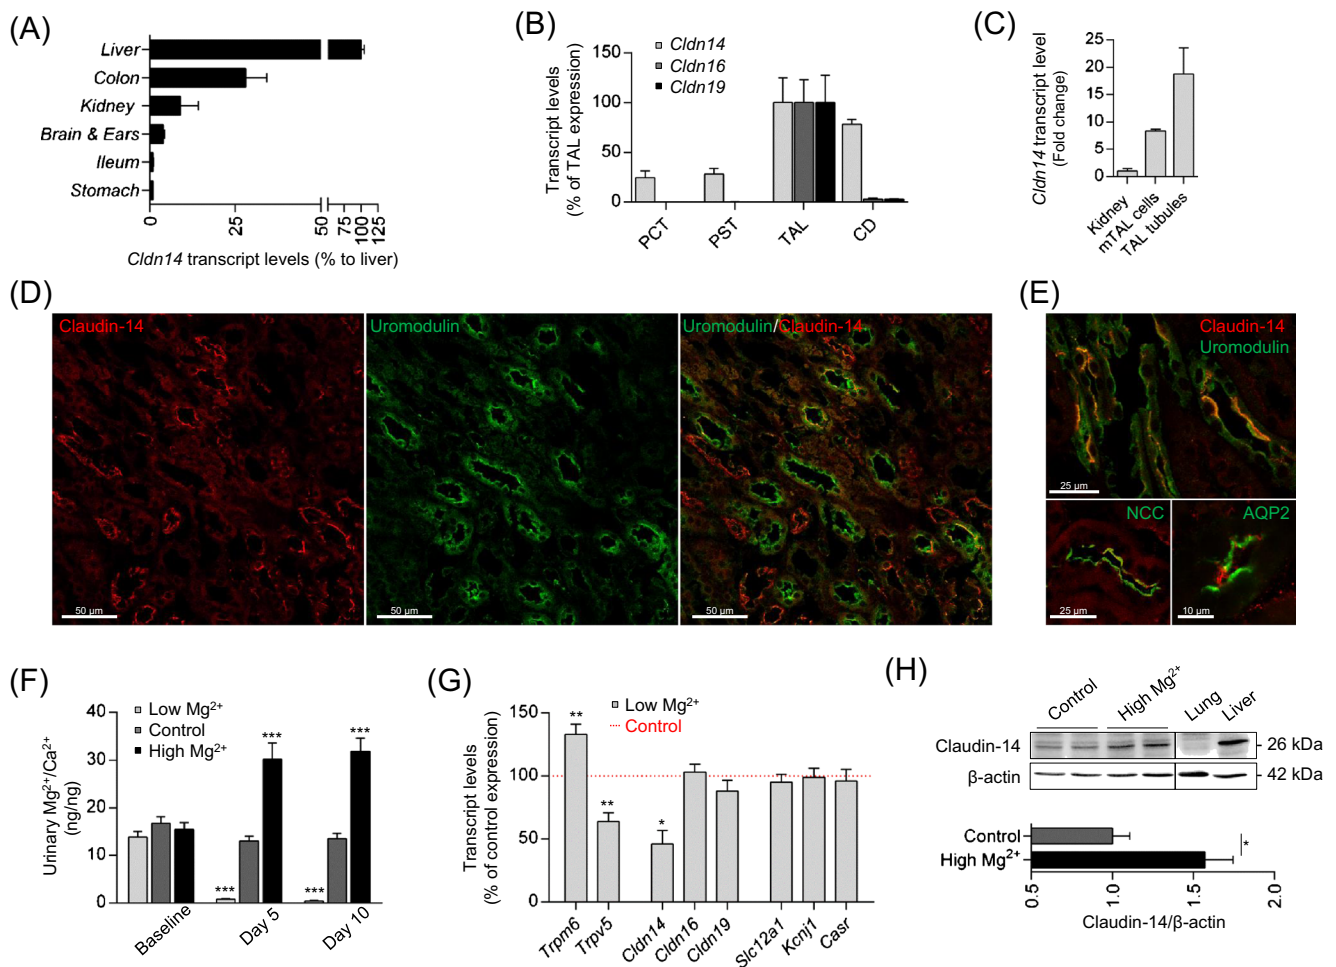 (A)
Liver
Colon
Kidney
Brain & Ears
Ileum
Stomach
0 25 50 75 100 125
Cldn14 transcript levels (% to liver)
(B)
Cldn14
Cldn16
Cldn19
Transcript levels
(% of TAL expression)
150
100
50
0
PCT PST TAL CD
(C)
Cldn14 transcript level
(Fold change)
25
20
15
10
5
0
Kidney
mTAL cells
TAL tubules
(D)
Claudin-14
50 µm
Uromodulin
50 µm
Uromodulin/Claudin-14
50 µm
(E)
Claudin-14
Uromodulin
25 µm
NCC
25 µm
AQP2
10 µm
(F)
Low Mg²⁺
Control
High Mg²⁺
Urinary Mg²⁺/Ca²⁺
(ng/ng)
40
30
20
10
0
*** *** *** ***
Baseline Day 5 Day 10
(G)
Low Mg²⁺
Control
Transcript levels
(% of control expression)
150
100
50
0
** ** *
Trpm6 Trpv5 Cldn14 Cldn16 Cldn19 Slc12a1 Kcnj1 Casr
(H)
Control High Mg²⁺ Lung Liver
Claudin-14 - 26 kDa
β-actin - 42 kDa
Control
High Mg²⁺
*
0.5 1.0 1.5 2.0
Claudin-14/β-actin